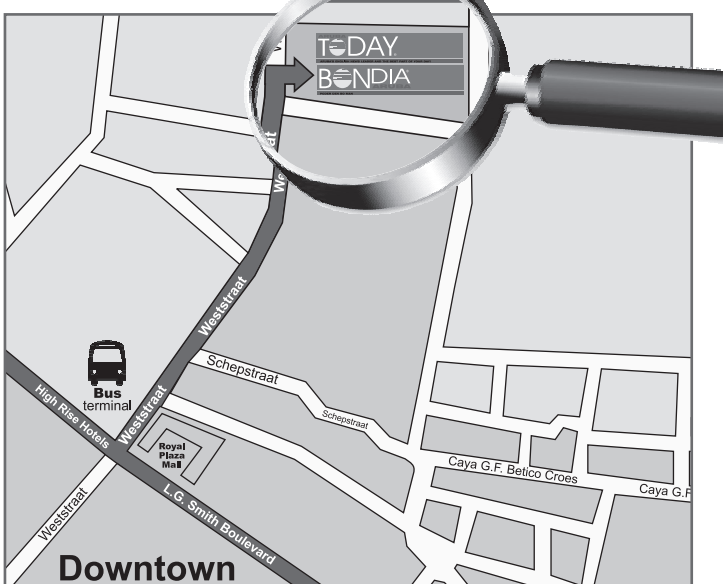 TODAY
BONDIA
Weststraat
Schepstraat
Schepstraat
Bus
terminal
High Rise Hotels
Weststraat
Royal
Plaza
Mall
Caya G.F. Betico Croes
Caya G.F
Weststraat
L.G. Smith Boulevard
Downtown